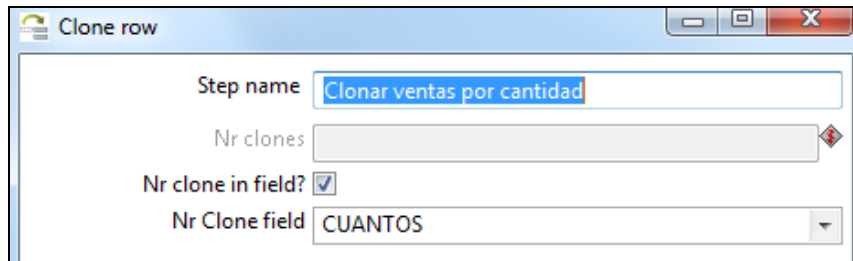 Clone row
Step name Clonar ventas por cantidad
Nr clones
Nr clone in field?
Nr Clone field CUANTOS